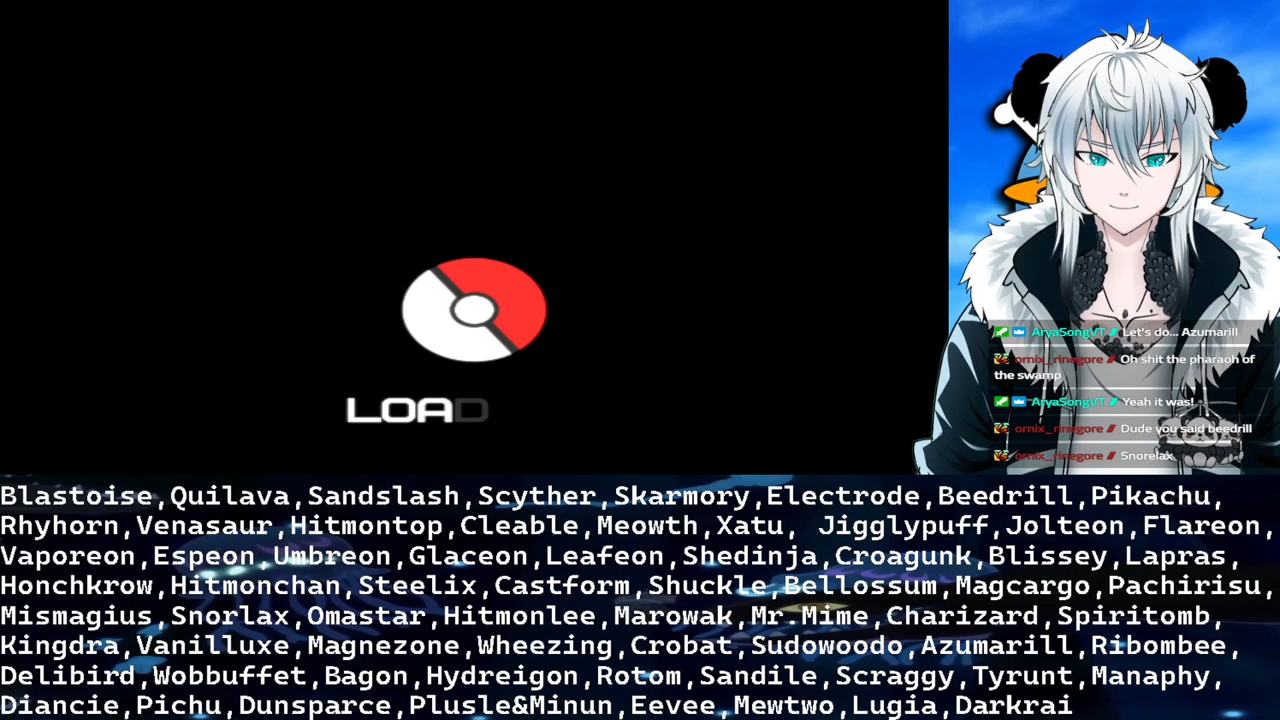 LOAD
AryaSongVT // Let's do... Azumarill
ornix_rinegore // Oh shit the pharaoh of
the swamp
AryaSongVT // Yeah it was!
ornix_rinegore // Dude you said beedrill
ornix_rinegore // Snorelax
Blastoise,Quilava,Sandslash,Scyther,Skarmory,Electrode,Beedrill,Pikachu,
Rhyhorn,Venasaur,Hitmontop,Cleable,Meowth,Xatu, Jigglypuff,Jolteon,Flareon,
Vaporeon,Espeon,Umbreon,Glaceon,Leafeon,Shedinja,Croagunk,Blissey,Lapras,
Honchkrow,Hitmonchan,Steelix,Castform,Shuckle,Bellossum,Magcargo,Pachirisu,
Mismagius,Snorlax,Omastar,Hitmonlee,Marowak,Mr.Mime,Charizard,Spiritomb,
Kingdra,Vanilluxe,Magnezone,Wheezing,Crobat,Sudowoodo,Azumarill,Ribombee,
Delibird,Wobbuffet,Bagon,Hydreigon,Rotom,Sandile,Scraggy,Tyrunt,Manaphy,
Diancie,Pichu,Dunsparce,Plusle&Minun,Eevee,Mewtwo,Lugia,Darkrai